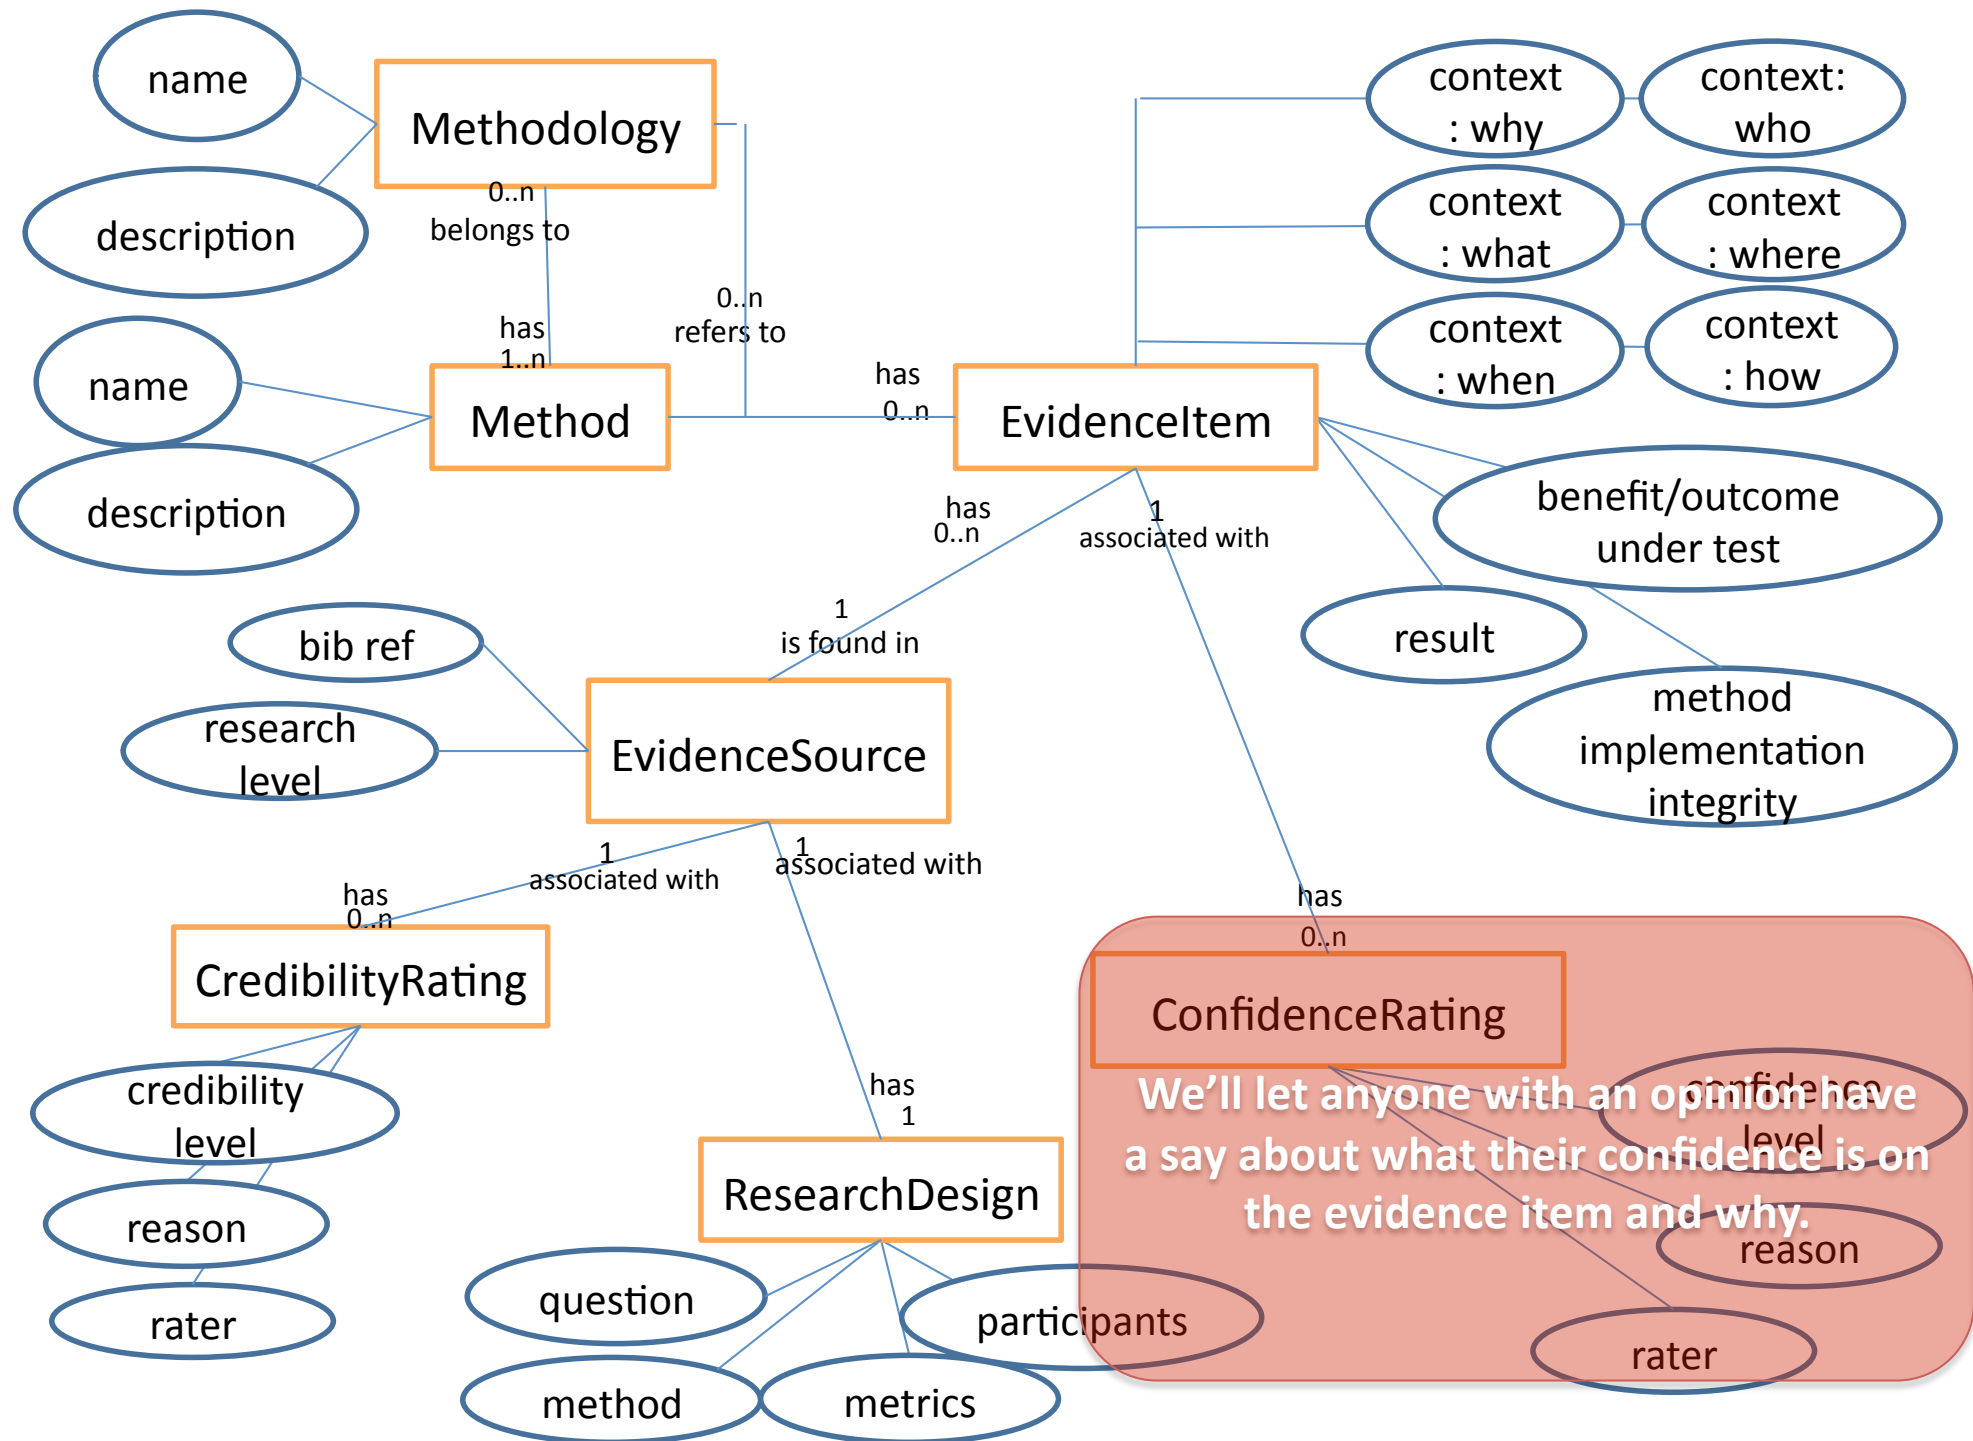 name
Methodology
description
0..n
belongs to
has
1..n
0..n
refers to
name
Method
description
has
0..n
EvidenceItem
context
: why
context:
who
context
: what
context
: where
context
: when
context
: how
benefit/outcome
under test
result
method
implementation
integrity
has
0..n
1
associated with
1
is found in
bib ref
research
level
EvidenceSource
1
associated with
1
associated with
has
0..n
CredibilityRating
credibility
level
reason
rater
has
1
ResearchDesign
question
participants
method
metrics
has
0..n
ConfidenceRating
confidence
level
reason
rater
We'll let anyone with an opinion have
a say about what their confidence is on
the evidence item and why.